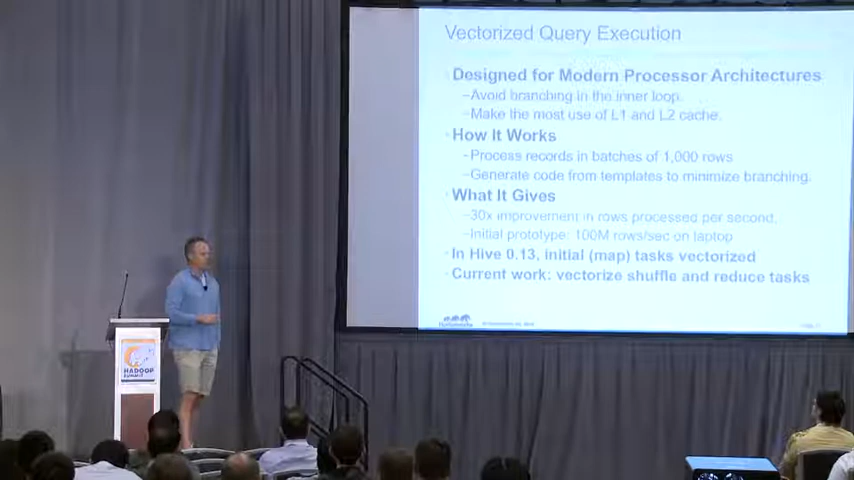 Vectorized Query Execution
• Designed for Modern Processor Architectures
–Avoid branching in the inner loop.
–Make the most use of L1 and L2 cache.
• How It Works
–Process records in batches of 1,000 rows
–Generate code from templates to minimize branching.
• What It Gives
–30x improvement in rows processed per second.
–Initial prototype: 100M rows/sec on laptop
• In Hive 0.13, initial (map) tasks vectorized
• Current work: vectorize shuffle and reduce tasks
Hortonworks
HADOOP
SUMMIT